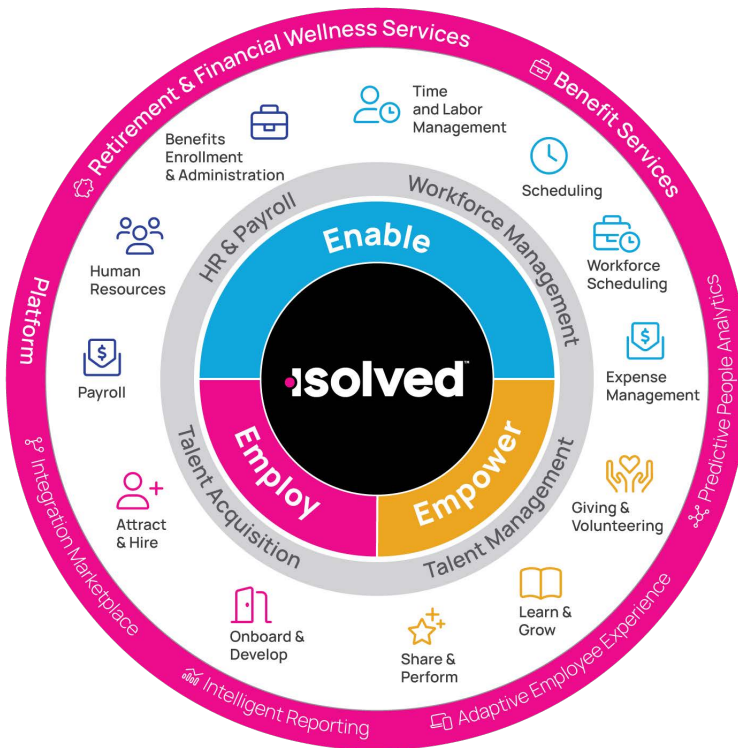 Retirement & Financial Wellness Services
Benefit Services
Predictive People Analytics
Adaptive Employee Experience
Intelligent Reporting
Integration Marketplace
Platform
Time
and Labor
Management
Scheduling
Workforce
Scheduling
Expense
Management
Giving &
Volunteering
Learn &
Grow
Share &
Perform
Onboard &
Develop
Attract
& Hire
Payroll
Human
Resources
Benefits
Enrollment
& Administration
HR & Payroll
Workforce Management
Talent Management
Talent Acquisition
Enable
Empower
Employ
isolved™